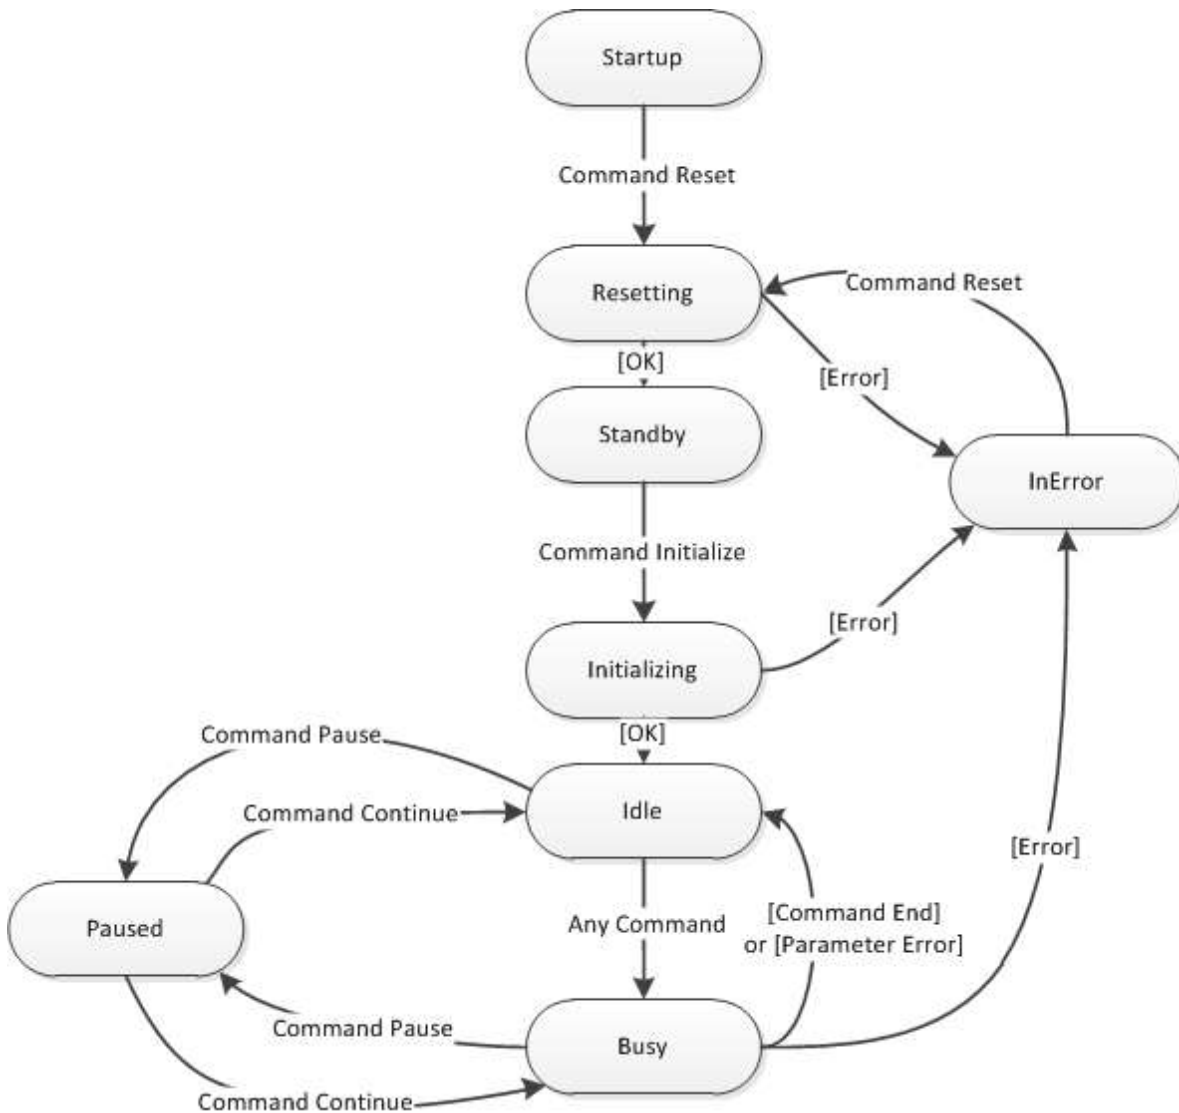 Startup
Command Reset
Resetting
Command Reset
[OK]
[Error]
Standby
InError
Command Initialize
[Error]
Initializing
[OK]
Command Pause
Idle
Command Continue
[Error]
Any Command
[Command End]
or [Parameter Error]
Paused
Command Pause
Busy
Command Continue